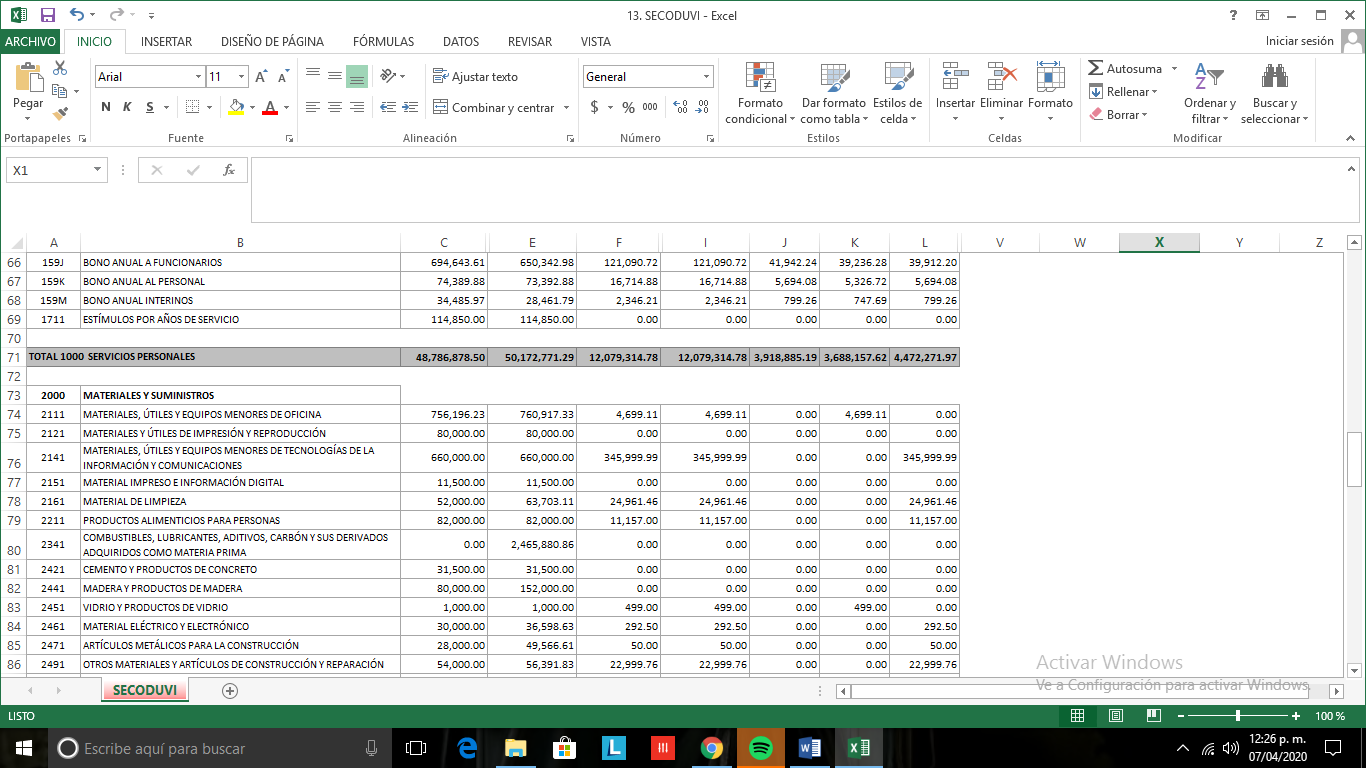 13. SECODUVI - Excel
ARCHIVO INICIO INSERTAR DISEÑO DE PÁGINA FÓRMULAS DATOS REVISAR VISTA Iniciar sesión
Arial 11 Ajustar texto General Autosuma
Pegar N K S Combinar y centrar $ % 000 Formato condicional Dar formato como tabla Estilos de celda Insertar Eliminar Formato Rellenar Borrar Ordenar y filtrar Buscar y seleccionar
Portapapeles Fuente Alineación Número Estilos Celdas Modificar
X1 fx
A B C E F I J K L V W X Y Z
66 159J BONO ANUAL A FUNCIONARIOS 694,643.61 650,342.98 121,090.72 121,090.72 41,942.24 39,236.28 39,912.20
67 159K BONO ANUAL AL PERSONAL 74,389.88 73,392.88 16,714.88 16,714.88 5,694.08 5,326.72 5,694.08
68 159M BONO ANUAL INTERINOS 34,485.97 28,461.79 2,346.21 2,346.21 799.26 747.69 799.26
69 1711 ESTÍMULOS POR AÑOS DE SERVICIO 114,850.00 114,850.00 0.00 0.00 0.00 0.00 0.00
70
71 TOTAL 1000 SERVICIOS PERSONALES 48,786,878.50 50,172,771.29 12,079,314.78 12,079,314.78 3,918,885.19 3,688,157.62 4,472,271.97
72
73 2000 MATERIALES Y SUMINISTROS
74 2111 MATERIALES, ÚTILES Y EQUIPOS MENORES DE OFICINA 756,196.23 760,917.33 4,699.11 4,699.11 0.00 4,699.11 0.00
75 2121 MATERIALES Y ÚTILES DE IMPRESIÓN Y REPRODUCCIÓN 80,000.00 80,000.00 0.00 0.00 0.00 0.00 0.00
76 2141 MATERIALES, ÚTILES Y EQUIPOS MENORES DE TECNOLOGÍAS DE LA
INFORMACIÓN Y COMUNICACIONES 660,000.00 660,000.00 345,999.99 345,999.99 0.00 0.00 345,999.99
77 2151 MATERIAL IMPRESO E INFORMACIÓN DIGITAL 11,500.00 11,500.00 0.00 0.00 0.00 0.00 0.00
78 2161 MATERIAL DE LIMPIEZA 52,000.00 63,703.11 24,961.46 24,961.46 0.00 0.00 24,961.46
79 2211 PRODUCTOS ALIMENTICIOS PARA PERSONAS 82,000.00 82,000.00 11,157.00 11,157.00 0.00 0.00 11,157.00
80 2341 COMBUSTIBLES, LUBRICANTES, ADITIVOS, CARBÓN Y SUS DERIVADOS
ADQUIRIDOS COMO MATERIA PRIMA 0.00 2,465,880.86 0.00 0.00 0.00 0.00 0.00
81 2421 CEMENTO Y PRODUCTOS DE CONCRETO 31,500.00 31,500.00 0.00 0.00 0.00 0.00 0.00
82 2441 MADERA Y PRODUCTOS DE MADERA 80,000.00 152,000.00 0.00 0.00 0.00 0.00 0.00
83 2451 VIDRIO Y PRODUCTOS DE VIDRIO 1,000.00 1,000.00 499.00 499.00 0.00 499.00 0.00
84 2461 MATERIAL ELÉCTRICO Y ELECTRÓNICO 30,000.00 36,598.63 292.50 292.50 0.00 0.00 292.50
85 2471 ARTÍCULOS METÁLICOS PARA LA CONSTRUCCIÓN 28,000.00 49,566.61 50.00 50.00 0.00 0.00 50.00
86 2491 OTROS MATERIALES Y ARTÍCULOS DE CONSTRUCCIÓN Y REPARACIÓN 54,000.00 56,391.83 22,999.76 22,999.76 0.00 0.00 22,999.76
Activar Windows
Ve a Configuración para activar Windows.
SECODUVI
LISTO 100 %
Escribe aquí para buscar
12:26 p. m.
07/04/2020